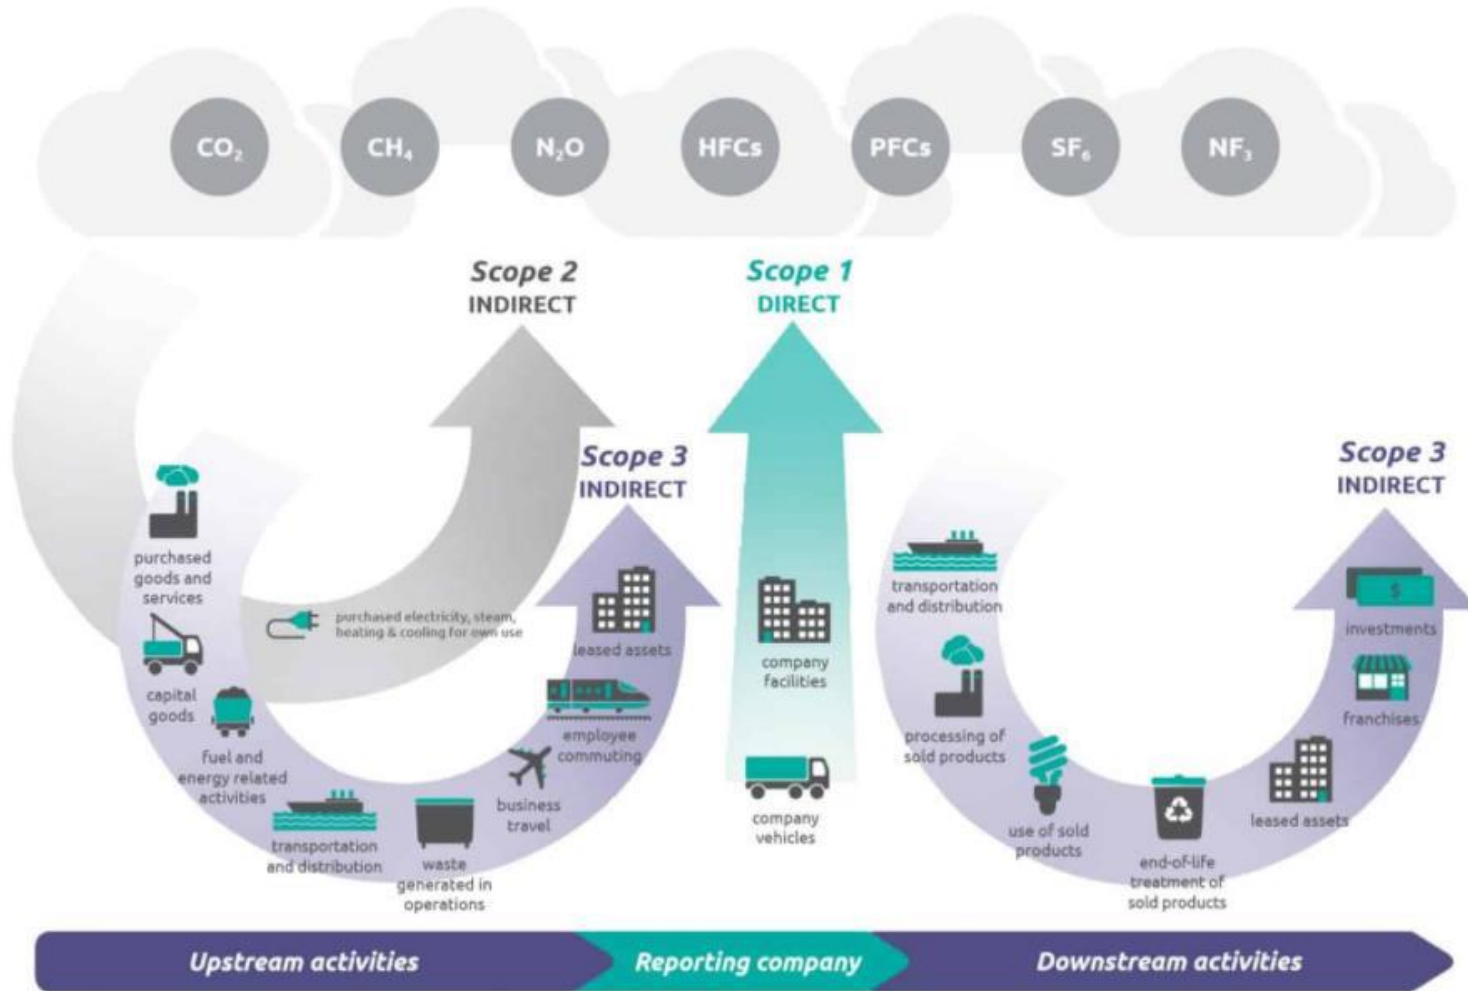 CO₂
CH₄
N₂O
HFCs
PFCs
SF₆
NF₃
Scope 2
INDIRECT
Scope 1
DIRECT
Scope 3
INDIRECT
Scope 3
INDIRECT
purchased
goods and
services
capital
goods
fuel and
energy related
activities
purchased electricity, steam,
heating & cooling for own use
transportation
and distribution
waste
generated in
operations
business
travel
employee
commuting
leased assets
company
facilities
company
vehicles
transportation
and distribution
processing of
sold products
use of sold
products
end-of-life
treatment of
sold products
leased assets
franchises
$
investments
Upstream activities
Reporting company
Downstream activities